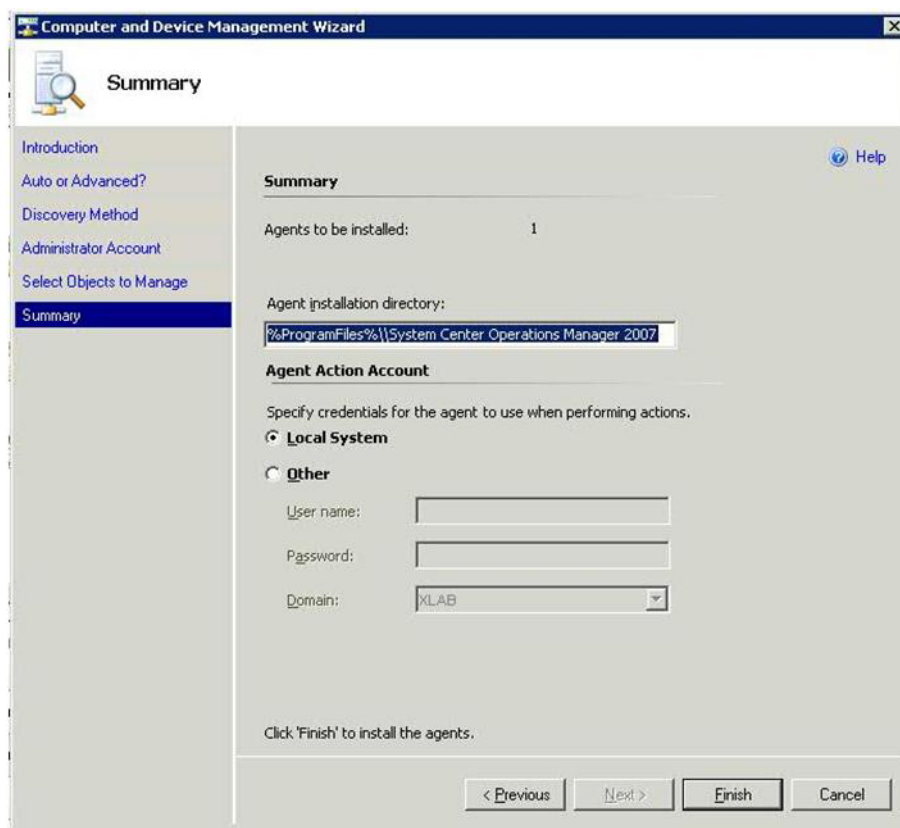 Computer and Device Management Wizard
Summary
Introduction
Auto or Advanced?
Discovery Method
Administrator Account
Select Objects to Manage
Summary
Help
Summary
Agents to be installed: 1
Agent installation directory:
%ProgramFiles%\\System Center Operations Manager 2007
Agent Action Account
Specify credentials for the agent to use when performing actions.
Local System
Other
User name:
Password:
Domain: XLAB
Click 'Finish' to install the agents.
< Previous Next > Finish Cancel